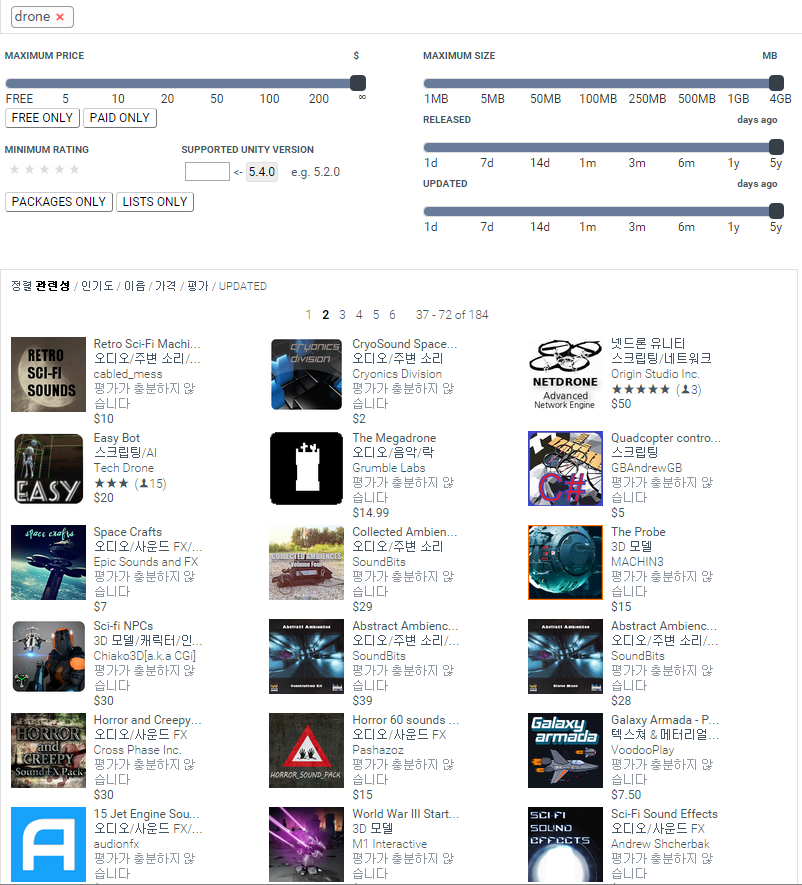 drone ×
MAXIMUM PRICE $
FREE 5 10 20 50 100 200 ∞
FREE ONLY PAID ONLY
MINIMUM RATING SUPPORTED UNITY VERSION
★★★★★ <- 5.4.0 e.g. 5.2.0
PACKAGES ONLY LISTS ONLY
MAXIMUM SIZE MB
1MB 5MB 50MB 100MB 250MB 500MB 1GB 4GB
RELEASED days ago
1d 7d 14d 1m 3m 6m 1y 5y
UPDATED days ago
1d 7d 14d 1m 3m 6m 1y 5y
정렬 관련성 / 인기도 / 이음 / 가격 / 평가 / UPDATED
1 2 3 4 5 6 37 - 72 of 184
RETRO
SCI-FI
SOUNDS
Retro Sci-Fi Machi...
오디오/주변 소리/...
cabled_mess
평가가 충분하지 않
습니다
$10
CRYONICS
DIVISION
CryoSound Space...
오디오/주변 소리
Cryonics Division
평가가 충분하지 않
습니다
$2
NETDRONE
Advanced
Network Engine
넷드론 유니티
스크립팅/네트워크
Origin Studio Inc.
★★★★★ (3)
$50
EASY
Easy Bot
스크립팅/AI
Tech Drone
★★★ (15)
$20
The Megadrone
오디오/음악/락
Grumble Labs
평가가 충분하지 않
습니다
$14.99
C#
Quadcopter contro...
스크립팅
GBAndrewGB
평가가 충분하지 않
습니다
$5
space crafts
Space Crafts
오디오/사운드 FX/...
Epic Sounds and FX
평가가 충분하지 않
습니다
$7
COLLECTED AMBIENCES
Volume Four
Collected Ambien...
오디오/주변 소리
SoundBits
평가가 충분하지 않
습니다
$29
The Probe
3D 모델
MACHIN3
평가가 충분하지 않
습니다
$15
Sci-fi NPCs
3D 모델/캐릭터/인...
Chiako3D[a.k.a CGi]
평가가 충분하지 않
습니다
$30
Abstract Ambiences
Construction Kit
Abstract Ambienc...
오디오/주변 소리/...
SoundBits
평가가 충분하지 않
습니다
$39
Abstract Ambiences
Stereo Mixes
Abstract Ambienc...
오디오/주변 소리/...
SoundBits
평가가 충분하지 않
습니다
$28
HORROR
and
CREEPY
Sound FX Pack
Horror and Creepy...
오디오/사운드 FX
Cross Phase Inc.
평가가 충분하지 않
습니다
$30
HORROR_SOUND_PACK
Horror 60 sounds ...
오디오/사운드 FX
Pashazoz
평가가 충분하지 않
습니다
$15
Galaxy
armada
Galaxy Armada - P...
텍스쳐 & 메터리얼...
VoodooPlay
평가가 충분하지 않
습니다
$7.50
A
15 Jet Engine Sou...
오디오/사운드 FX/...
audionfx
평가가 충분하지 않
습니다
World War III Start...
3D 모델
M1 Interactive
평가가 충분하지 않
습니다
SCI FI
SOUND
EFFECTS
Sci-Fi Sound Effects
오디오/사운드 FX
Andrew Shcherbak
평가가 충분하지 않
습니다